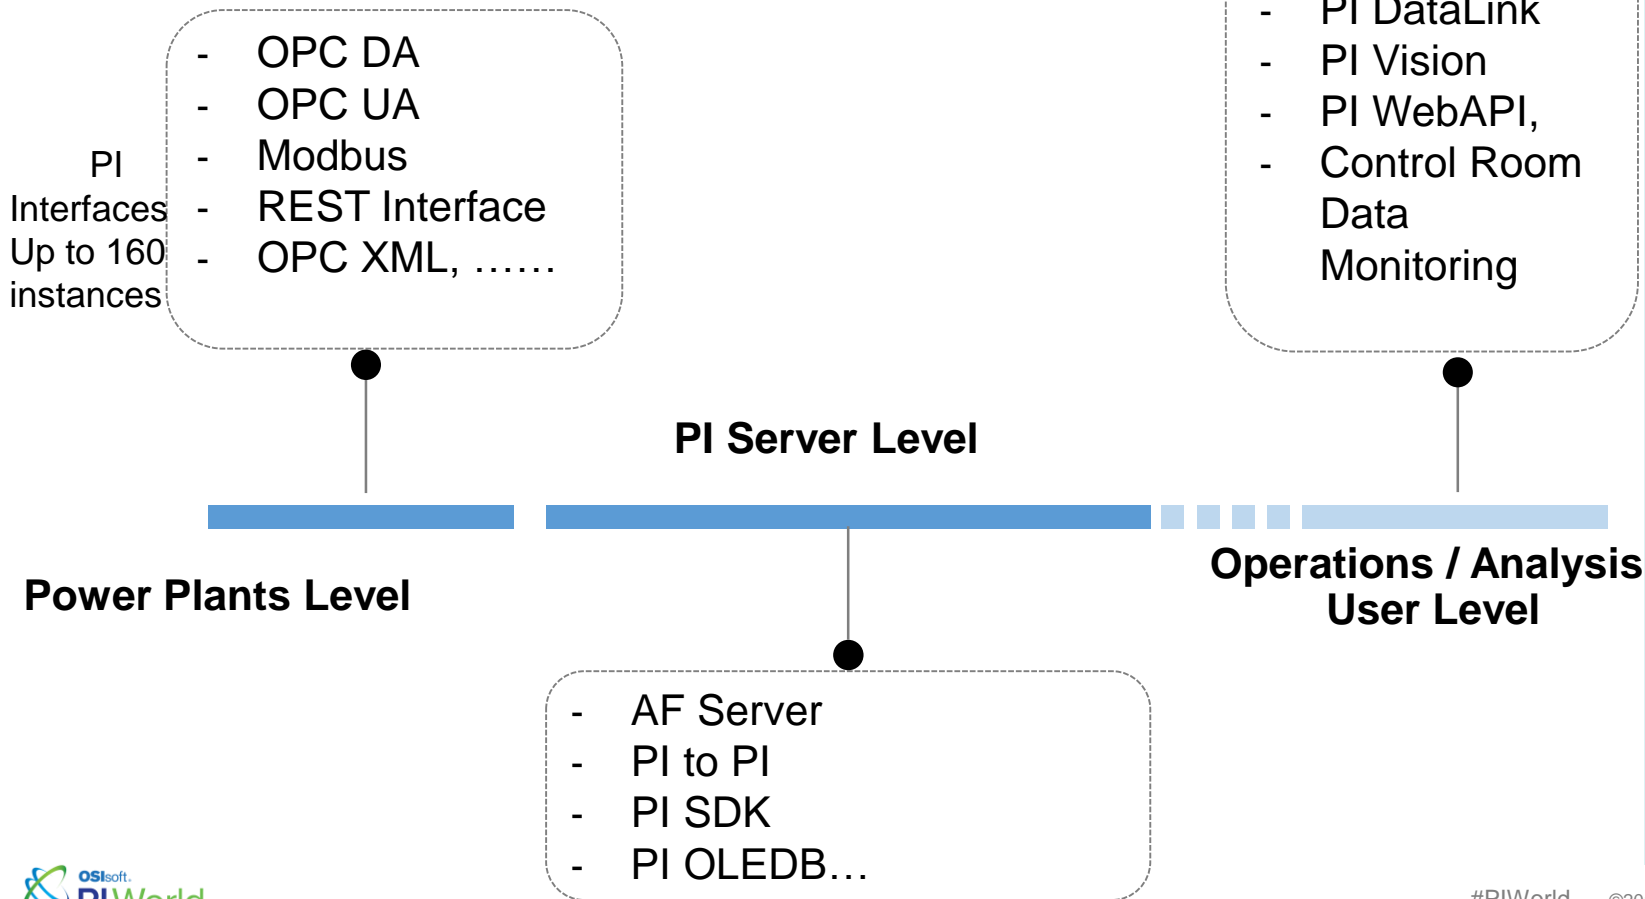 - PI DataLink
- OPC DA
- OPC UA
- Modbus
- REST Interface
- OPC XML, ……
PI
Interfaces
Up to 160
instances
- PI Vision
- PI WebAPI,
- Control Room
Data
Monitoring
PI Server Level
Power Plants Level
Operations / Analysis
User Level
- AF Server
- PI to PI
- PI SDK
- PI OLEDB…
OSIsoft.
PIWorld
#PIWorld ©20